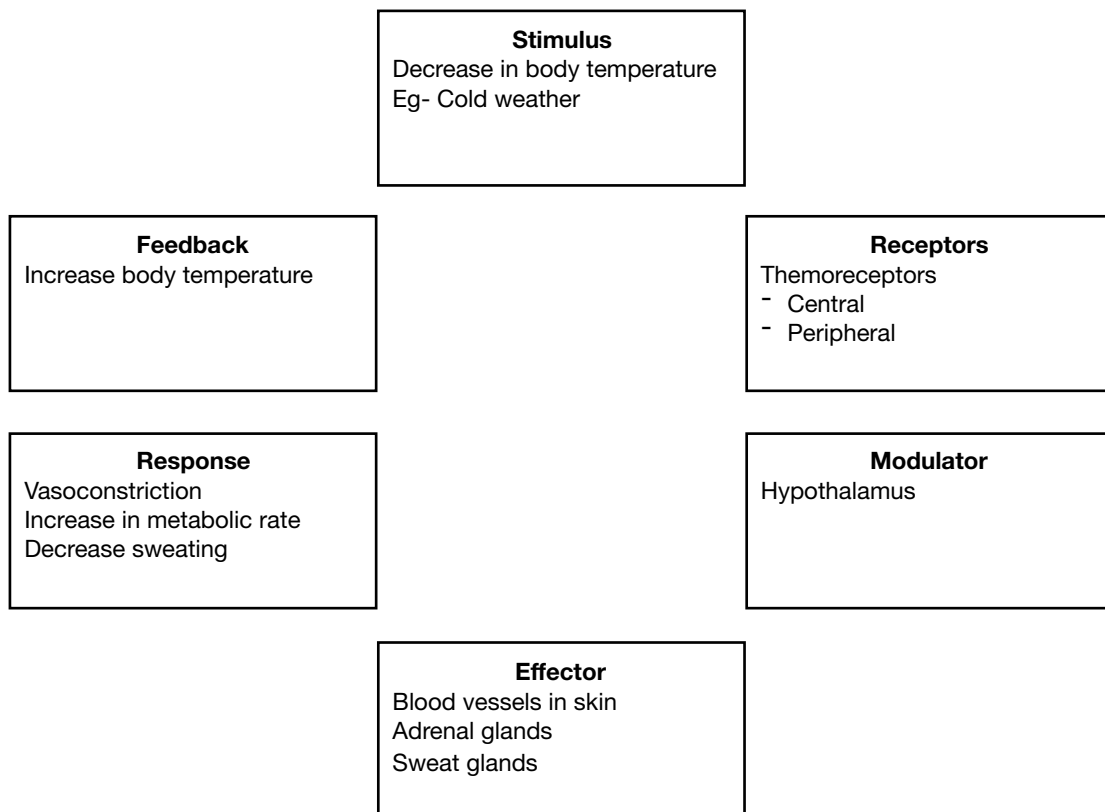 Stimulus
Decrease in body temperature
Eg- Cold weather
Feedback
Increase body temperature
Receptors
Themoreceptors
- Central
- Peripheral
Response
Vasoconstriction
Increase in metabolic rate
Decrease sweating
Modulator
Hypothalamus
Effector
Blood vessels in skin
Adrenal glands
Sweat glands